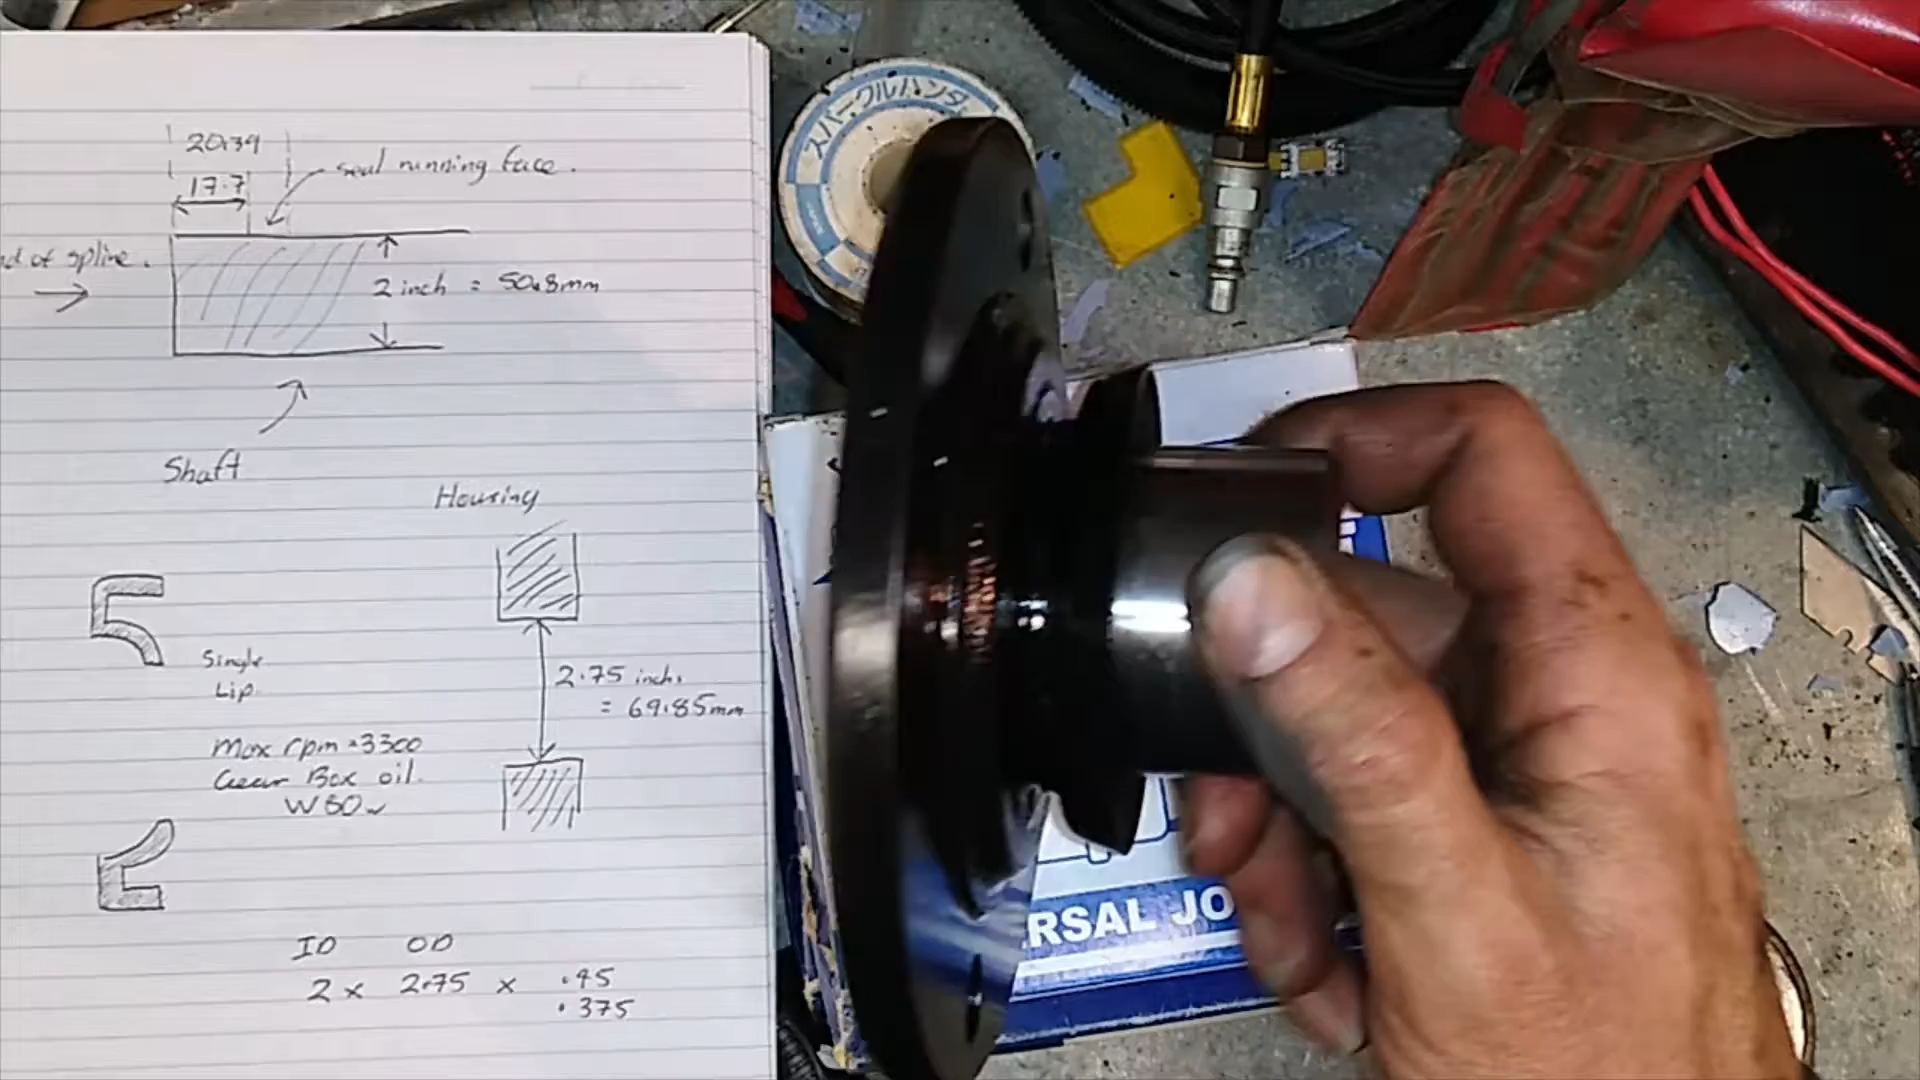 20.39
17.7
seal running face.
of spline.
2 inch = 50.8mm
Shaft
Housing
Single
Lip
2.75 inch.
= 69.85mm
Max rpm = 3300
Gear Box oil.
ID OD
2 x 2.75 x .45
.375
スパークルハンダ
RSAL JO